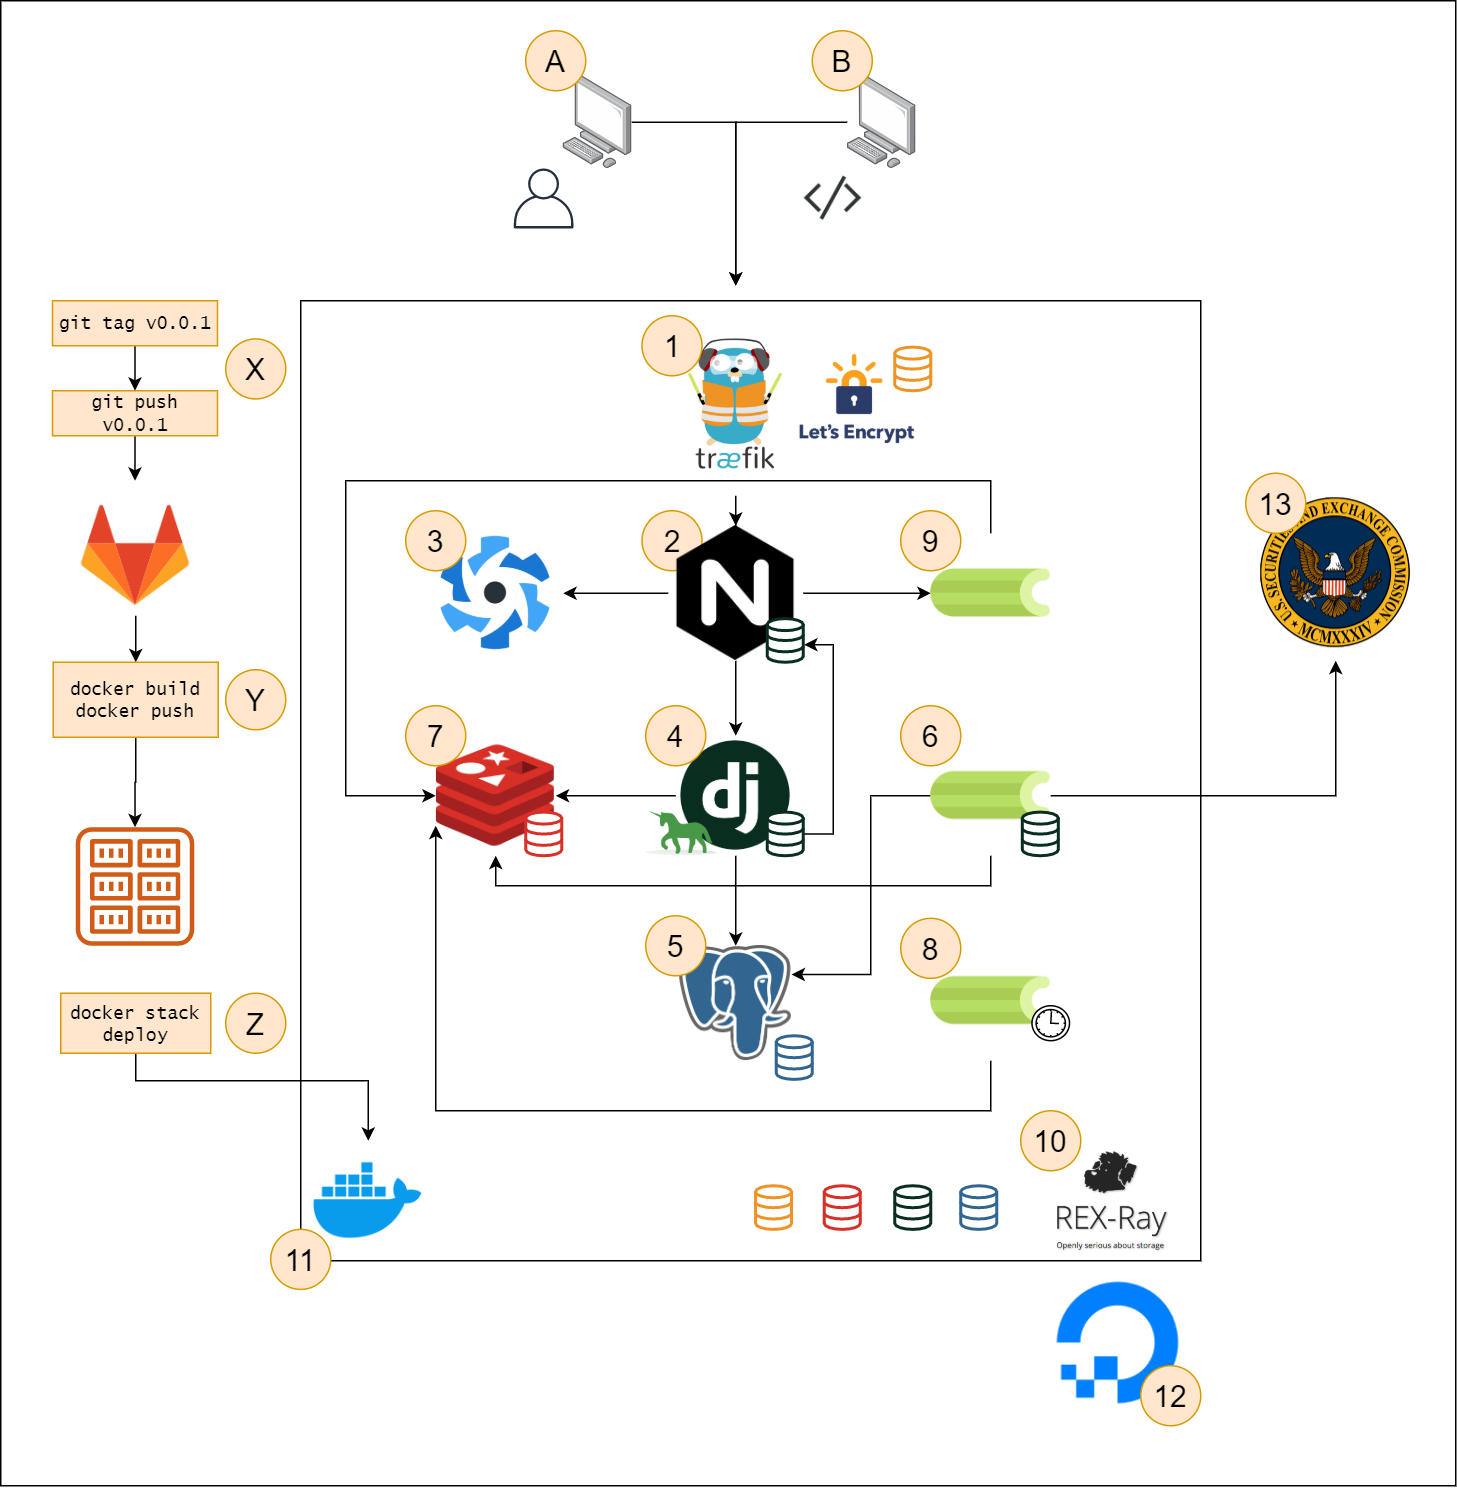 A
B
git tag v0.0.1
X
git push
v0.0.1
1
træfik
Let's Encrypt
3
2
N
9
13
U.S. SECURITIES AND EXCHANGE COMMISSION
MCMXXXIV
docker build
docker push
Y
7
4
dj
6
5
8
docker stack
deploy
Z
10
REX-Ray
Openly serious about storage
11
12